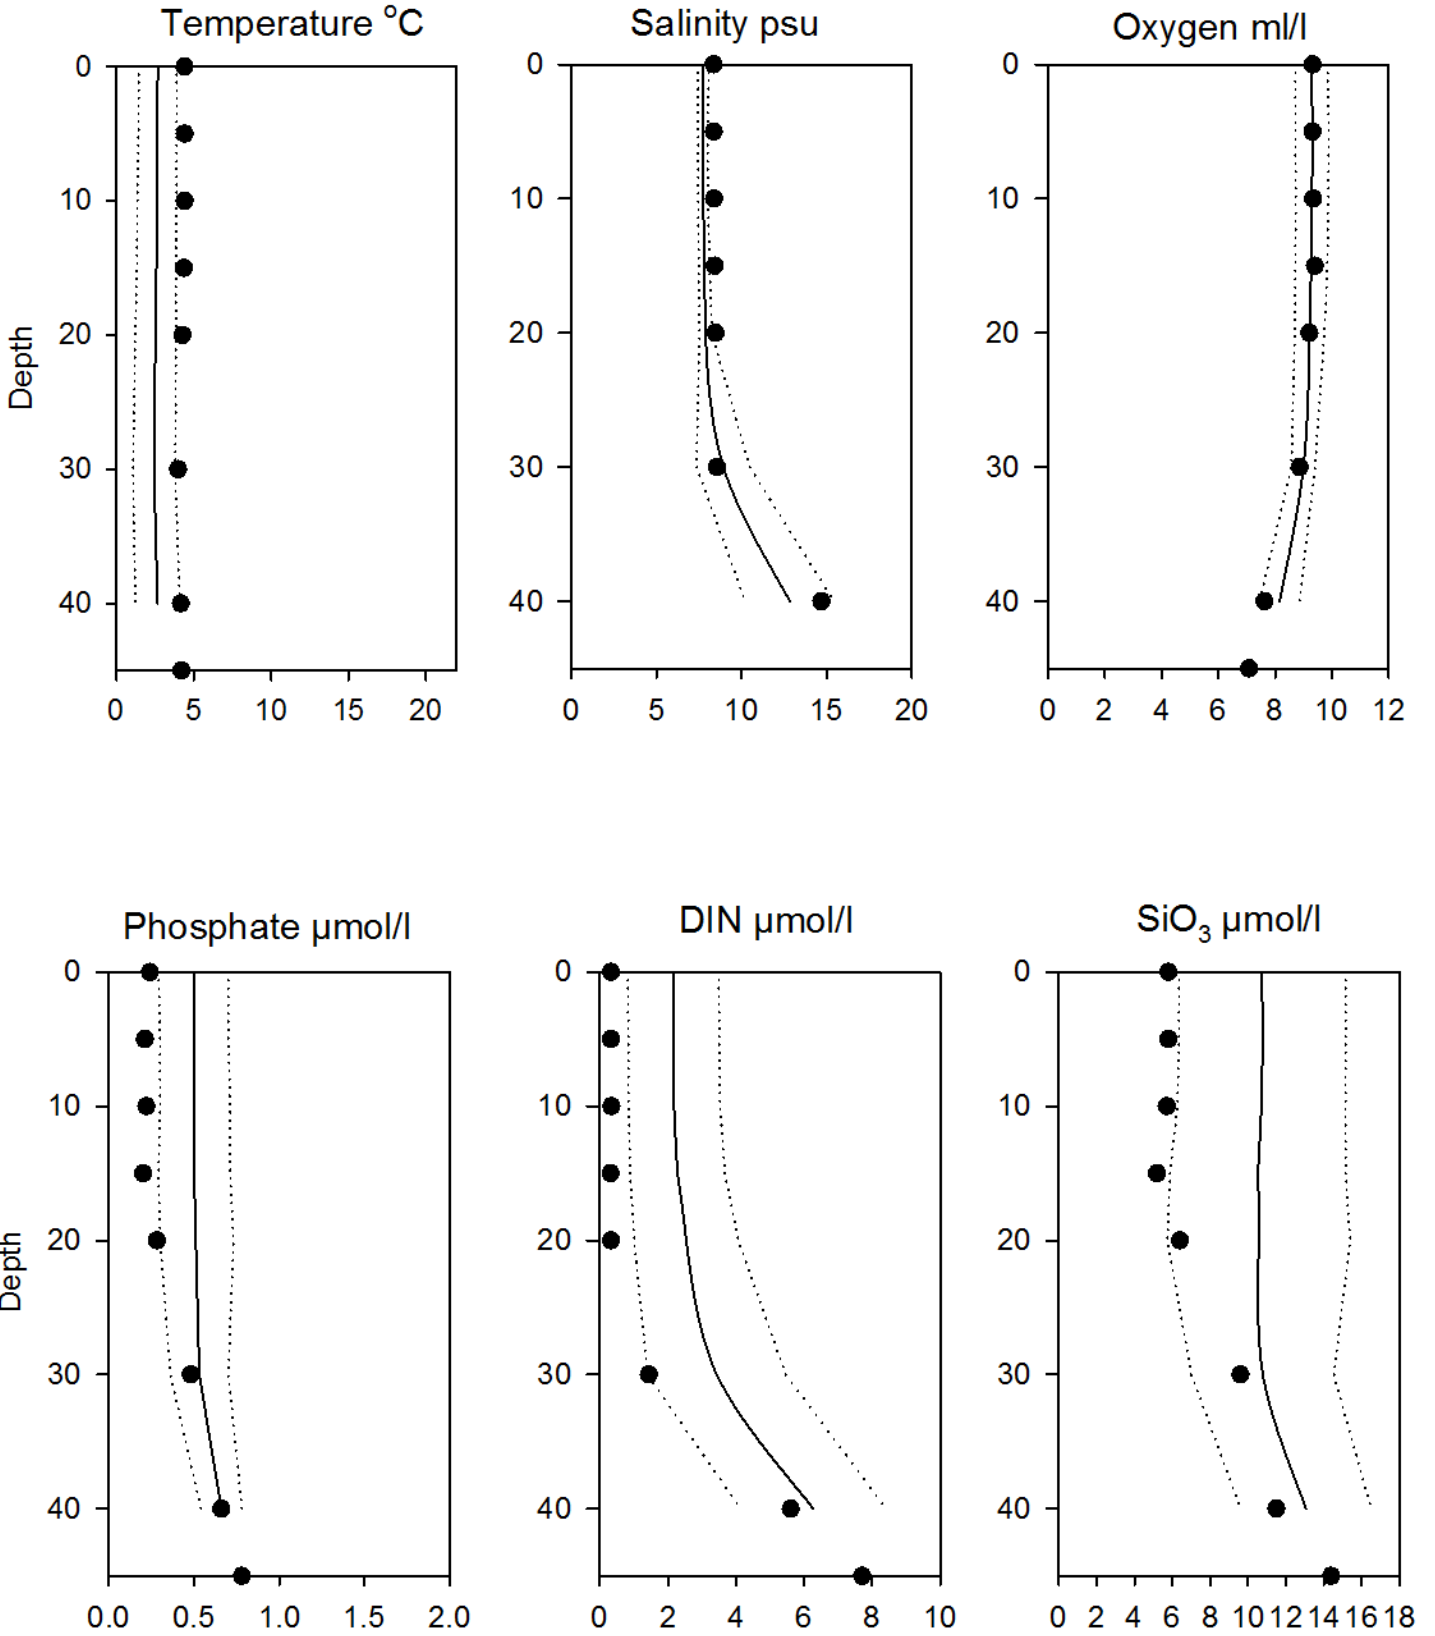 Temperature °C
Salinity psu
Oxygen ml/l
Depth
0
10
20
30
40
0 5 10 15 20
0
10
20
30
40
0 5 10 15 20
0
10
20
30
40
0 2 4 6 8 10 12
Phosphate µmol/l
DIN µmol/l
SiO₃ µmol/l
Depth
0
10
20
30
40
0.0 0.5 1.0 1.5 2.0
0
10
20
30
40
0 2 4 6 8 10
0
10
20
30
40
0 2 4 6 8 10 12 14 16 18